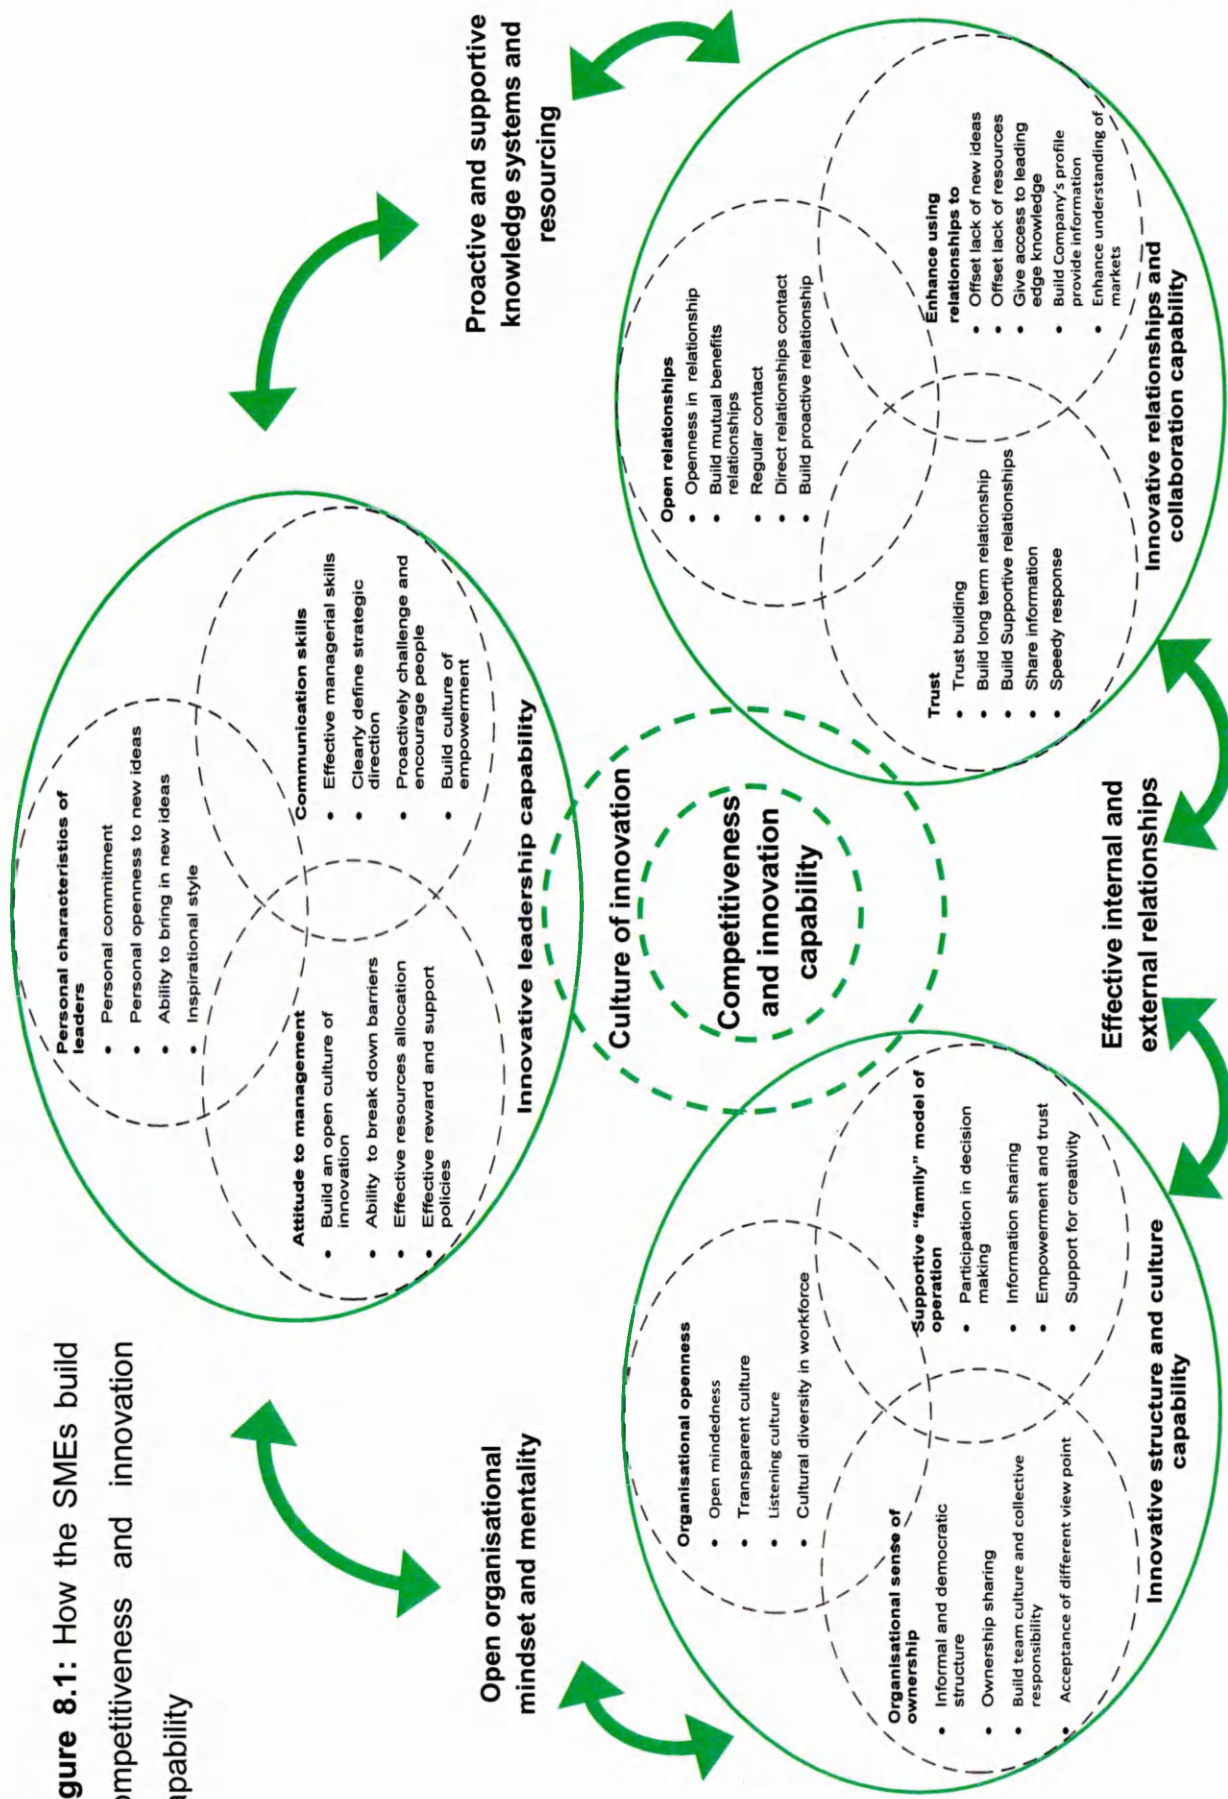 gure 8.1: How the SMEs build
ompetitiveness and innovation
apability
Personal characteristics of
leaders
• Personal commitment
• Personal openness to new ideas
• Ability to bring in new ideas
• Inspirational style
Attitude to management
• Build an open culture of
innovation
• Ability to break down barriers
• Effective resources allocation
• Effective reward and support
policies
Communication skills
• Effective managerial skills
• Clearly define strategic
direction
• Proactively challenge and
encourage people
• Build culture of
empowerment
Innovative leadership capability
Open organisational
mindset and mentality
Proactive and supportive
knowledge systems and
resourcing
Culture of innovation
Competitiveness
and innovation
capability
Organisational openness
• Open mindedness
• Transparent culture
• Listening culture
• Cultural diversity in workforce
Organisational sense of
ownership
• Informal and democratic
structure
• Ownership sharing
• Build team culture and collective
responsibility
• Acceptance of different view point
Supportive “family” model of
operation
• Participation in decision
making
• Information sharing
• Empowerment and trust
• Support for creativity
Innovative structure and culture
capability
Effective internal and
external relationships
Open relationships
• Openness in relationship
• Build mutual benefits
relationships
• Regular contact
• Direct relationships contact
• Build proactive relationship
Trust
• Trust building
• Build long term relationship
• Build Supportive relationships
• Share information
• Speedy response
Enhance using
relationships to
• Offset lack of new ideas
• Offset lack of resources
• Give access to leading
edge knowledge
• Build Company's profile
provide information
• Enhance understanding of
markets
Innovative relationships and
collaboration capability